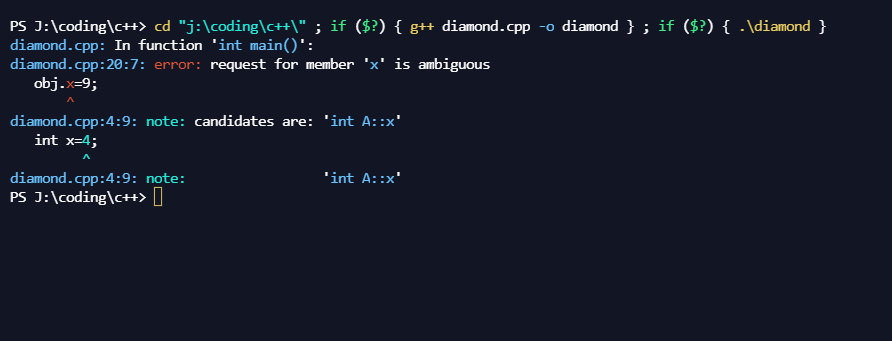 PS J:\coding\c++> cd "j:\coding\c++\" ; if ($?) { g++ diamond.cpp -o diamond } ; if ($?) { .\diamond }
diamond.cpp: In function 'int main()':
diamond.cpp:20:7: error: request for member 'x' is ambiguous
   obj.x=9;
       ^
diamond.cpp:4:9: note: candidates are: 'int A::x'
   int x=4;
         ^
diamond.cpp:4:9: note:                 'int A::x'
PS J:\coding\c++>